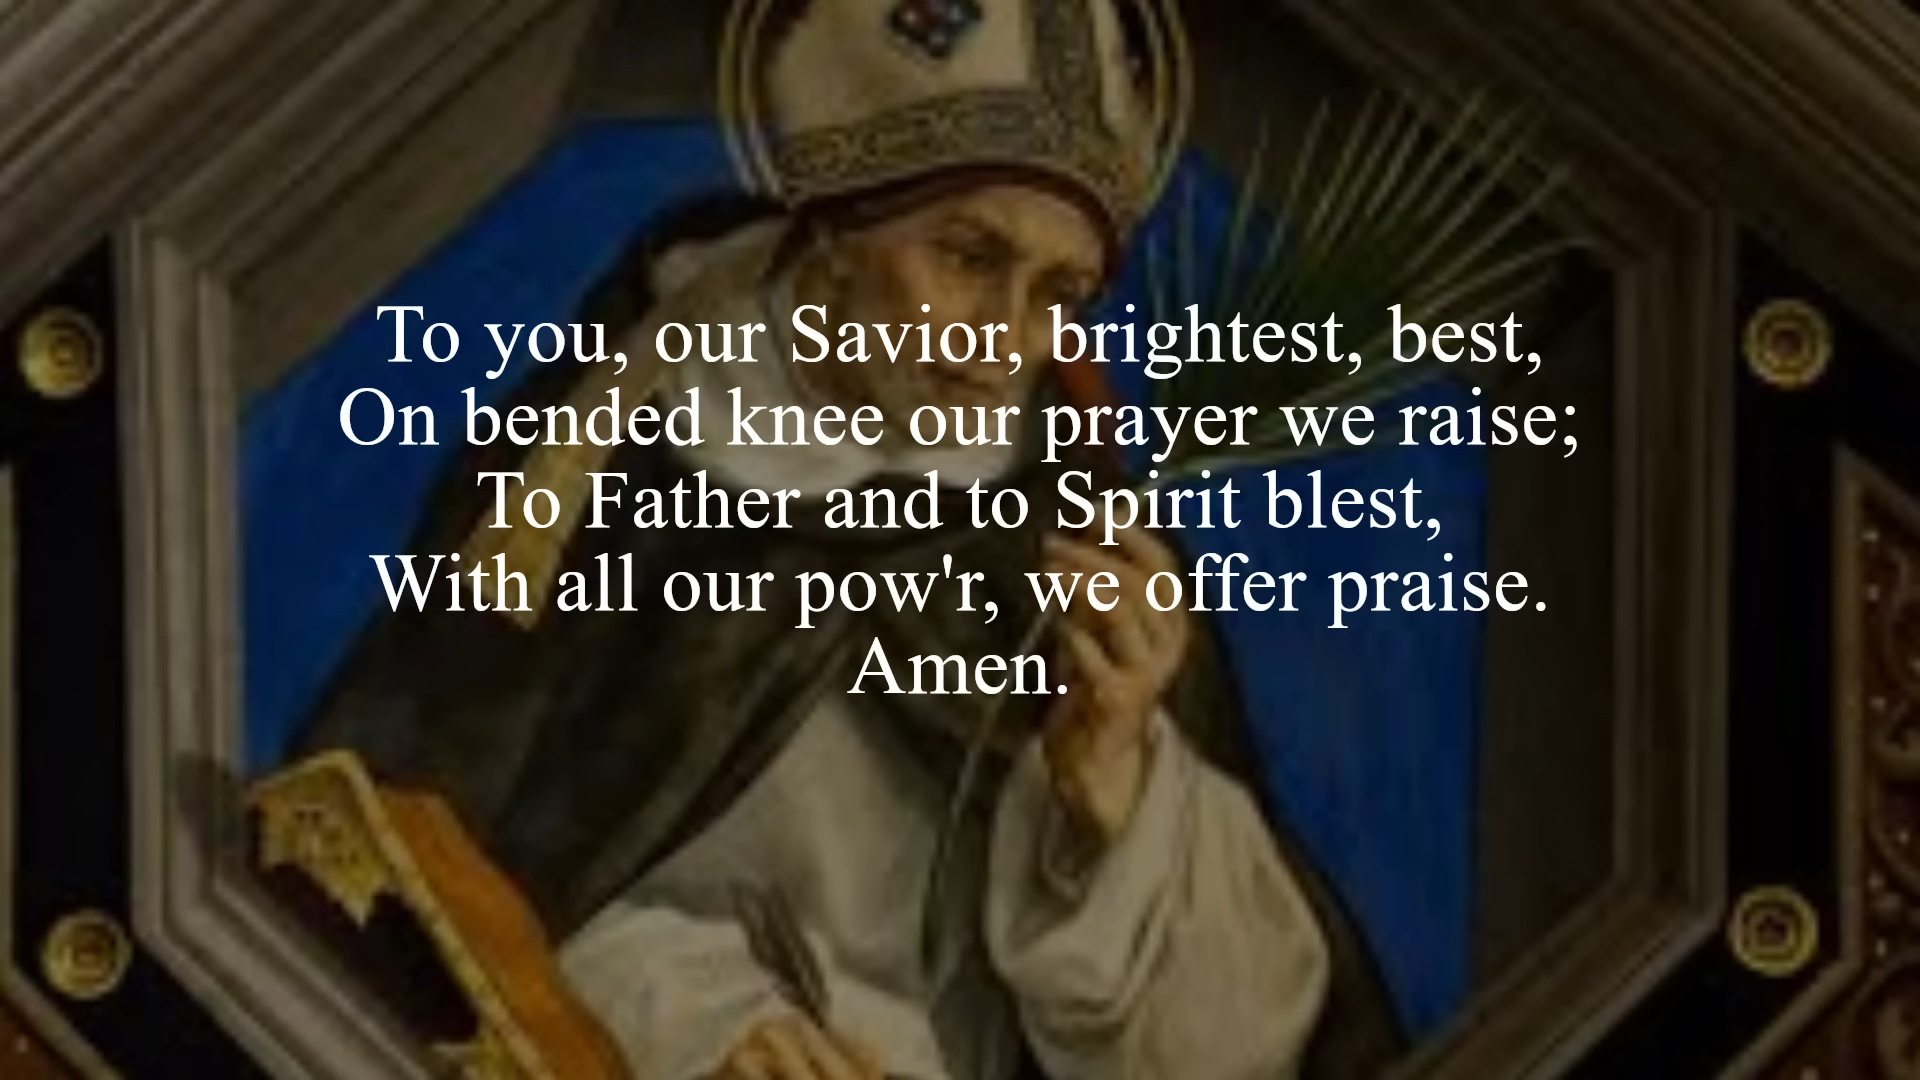 To you, our Savior, brightest, best,
On bended knee our prayer we raise;
To Father and to Spirit blest,
With all our pow'r, we offer praise.
Amen.